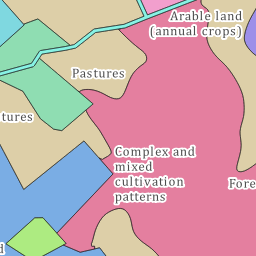 Arable land
(annual crops)
Pastures
tures
Complex and
mixed
cultivation
patterns
Fore
d